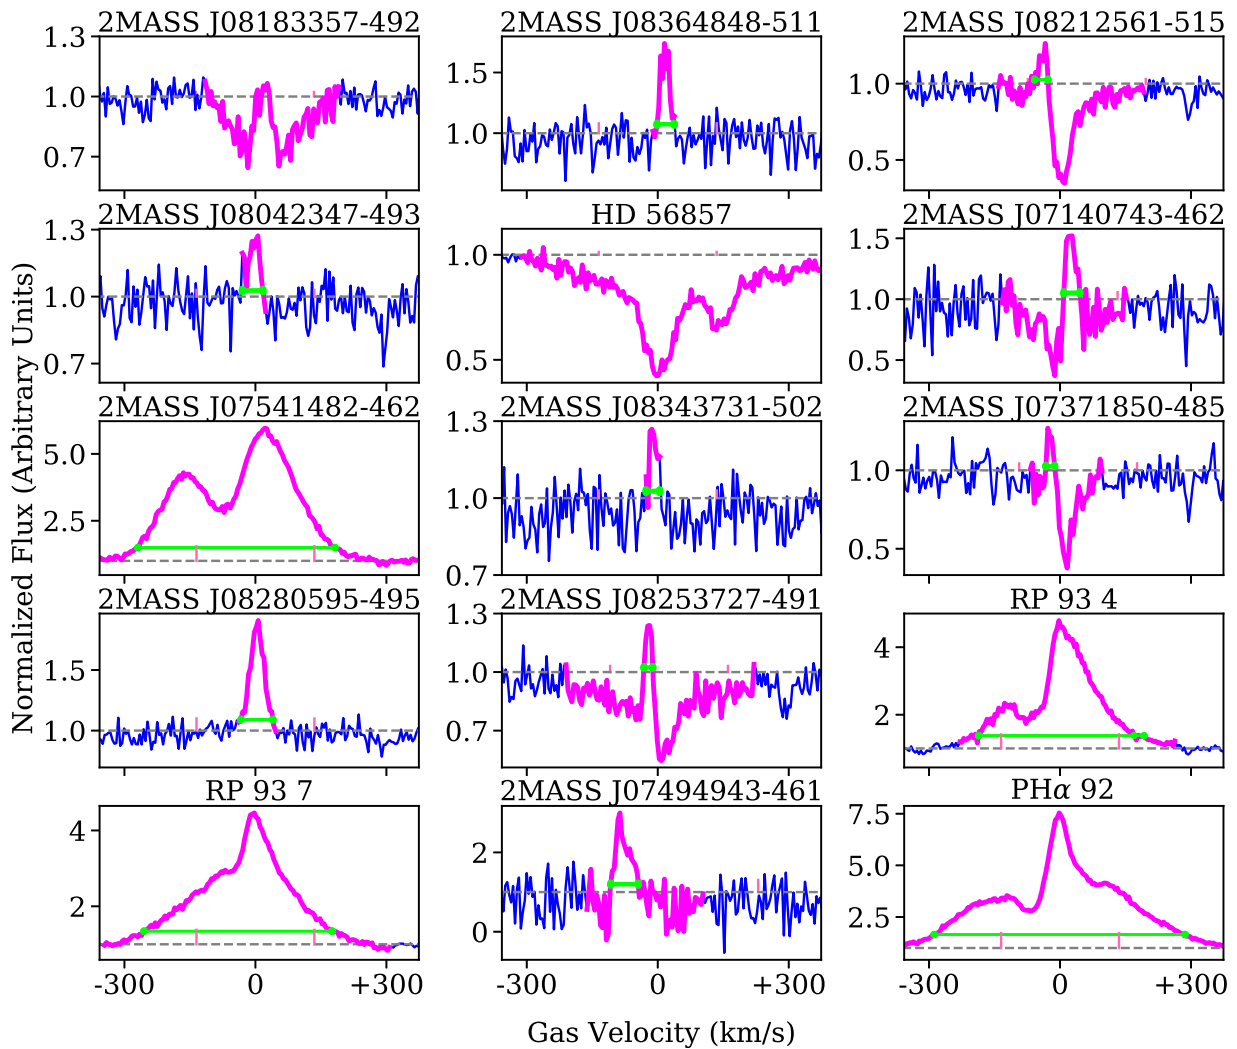 2MASS J08183357-492
2MASS J08364848-511
2MASS J08212561-515
1.3
1.0
0.7
1.5
1.0
1.0
0.5
2MASS J08042347-493
HD 56857
2MASS J07140743-462
1.3
1.0
0.7
1.0
0.5
1.5
1.0
0.5
2MASS J07541482-462
2MASS J08343731-502
2MASS J07371850-485
5.0
2.5
1.3
1.0
0.7
1.0
0.5
2MASS J08280595-495
2MASS J08253727-491
RP 93 4
1.5
1.0
1.3
1.0
0.7
4
2
RP 93 7
2MASS J07494943-461
PHα 92
4
2
2
0
7.5
5.0
2.5
-300 0 +300
-300 0 +300
-300 0 +300
Normalized Flux (Arbitrary Units)
Gas Velocity (km/s)